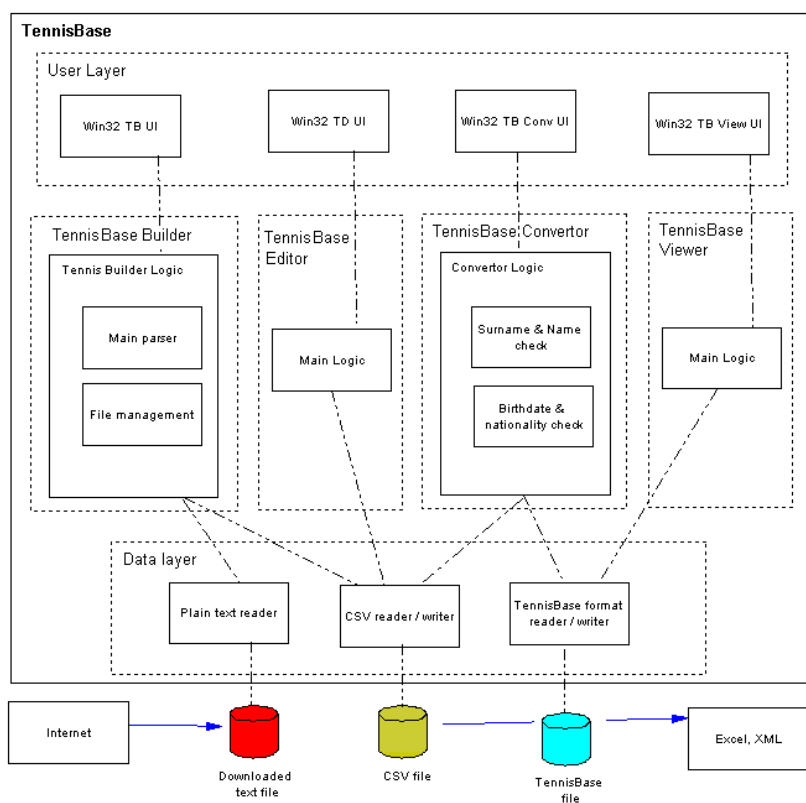 TennisBase
User Layer
Win32 TB UI
Win32 TD UI
Win32 TB Conv UI
Win32 TB View UI
TennisBase Builder
Tennis Builder Logic
Main parser
File management
TennisBase
Editor
Main Logic
TennisBase Convertor
Convertor Logic
Surname & Name
check
Birthdate &
nationality check
TennisBase
Viewer
Main Logic
Data layer
Plain text reader
CSV reader / writer
TennisBase format
reader / writer
Internet
Downloaded
text file
CSV file
TennisBase
file
Excel, XML